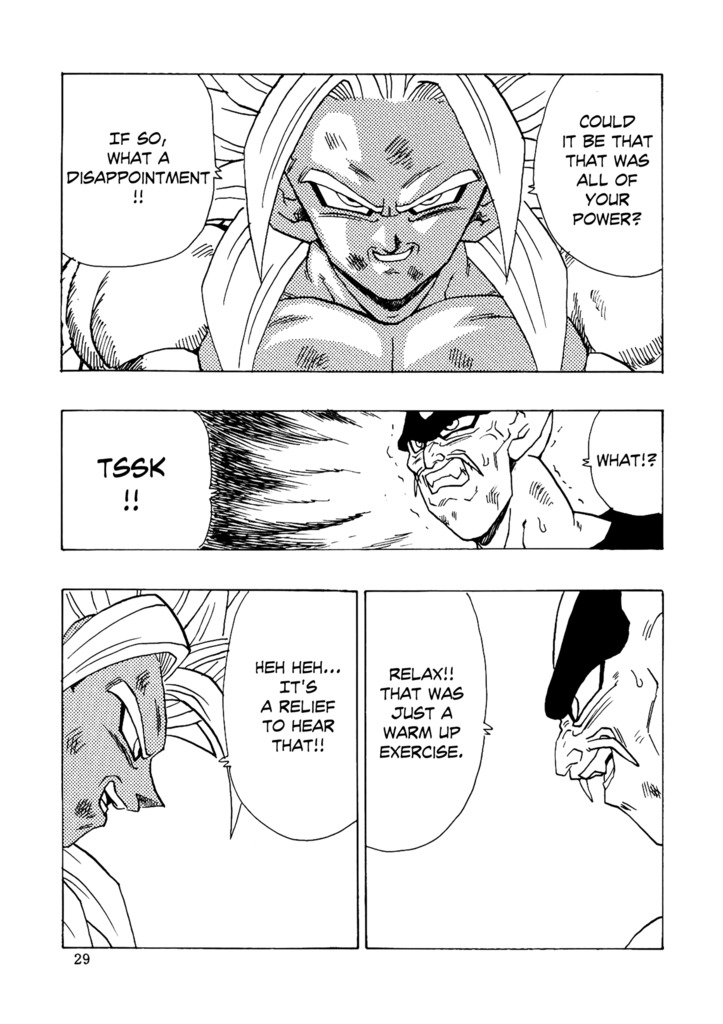 COULD
IT BE THAT
THAT WAS
ALL OF
YOUR
POWER?
IF SO,
WHAT A
DISAPPOINTMENT
!!
WHAT!?
TSSK
!!
RELAX!!
THAT WAS
JUST A
WARM UP
EXERCISE.
HEH HEH...
IT'S
A RELIEF
TO HEAR
THAT!!
29